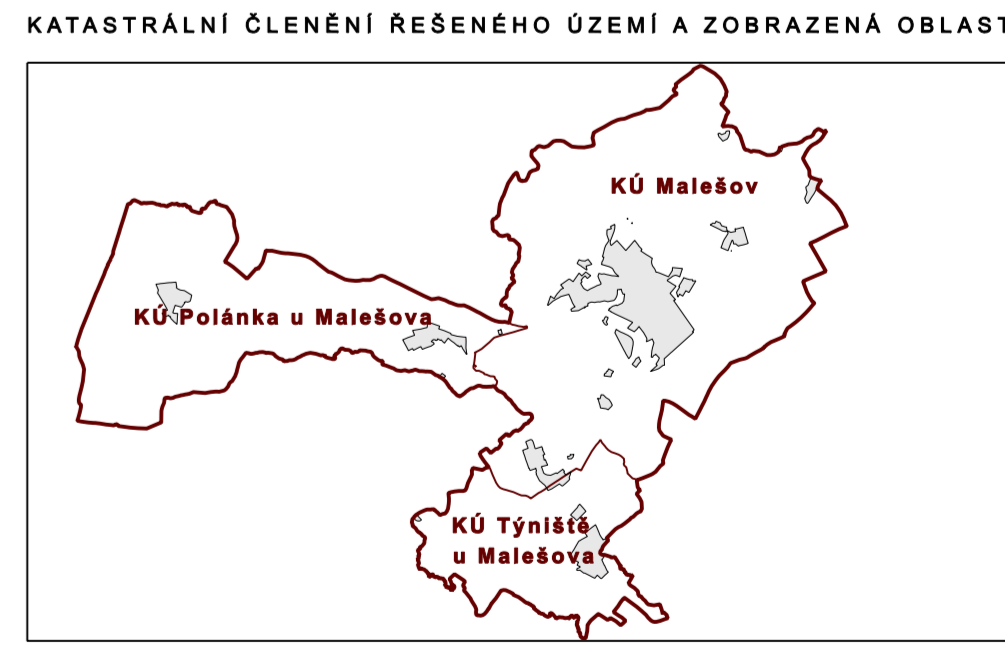 KATASTRÁLNÍ ČLENĚNÍ ŘEŠENÉHO ÚZEMÍ A ZOBRAZENÁ OBLAST
KÚ Malešov
KÚ Polánka u Malešova
KÚ Týniště
u Malešova